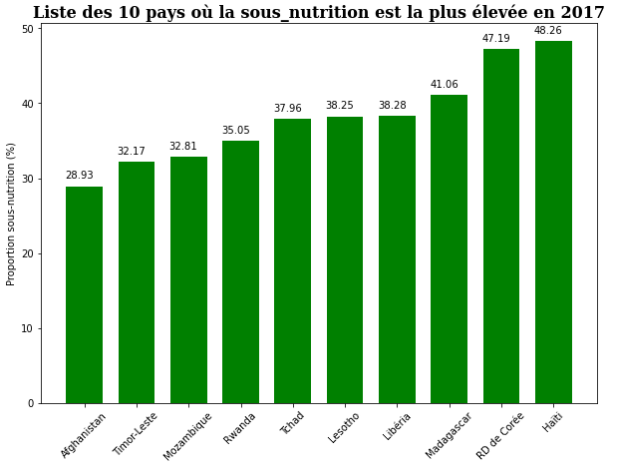 Liste des 10 pays où la sous_nutrition est la plus élevée en 2017
Proportion sous-nutrition (%)
50
40
30
20
10
0
28.93
32.17
32.81
35.05
37.96
38.25
38.28
41.06
47.19
48.26
Afghanistan
Timor-Leste
Mozambique
Rwanda
Tchad
Lesotho
Libéria
Madagascar
RD de Corée
Haïti